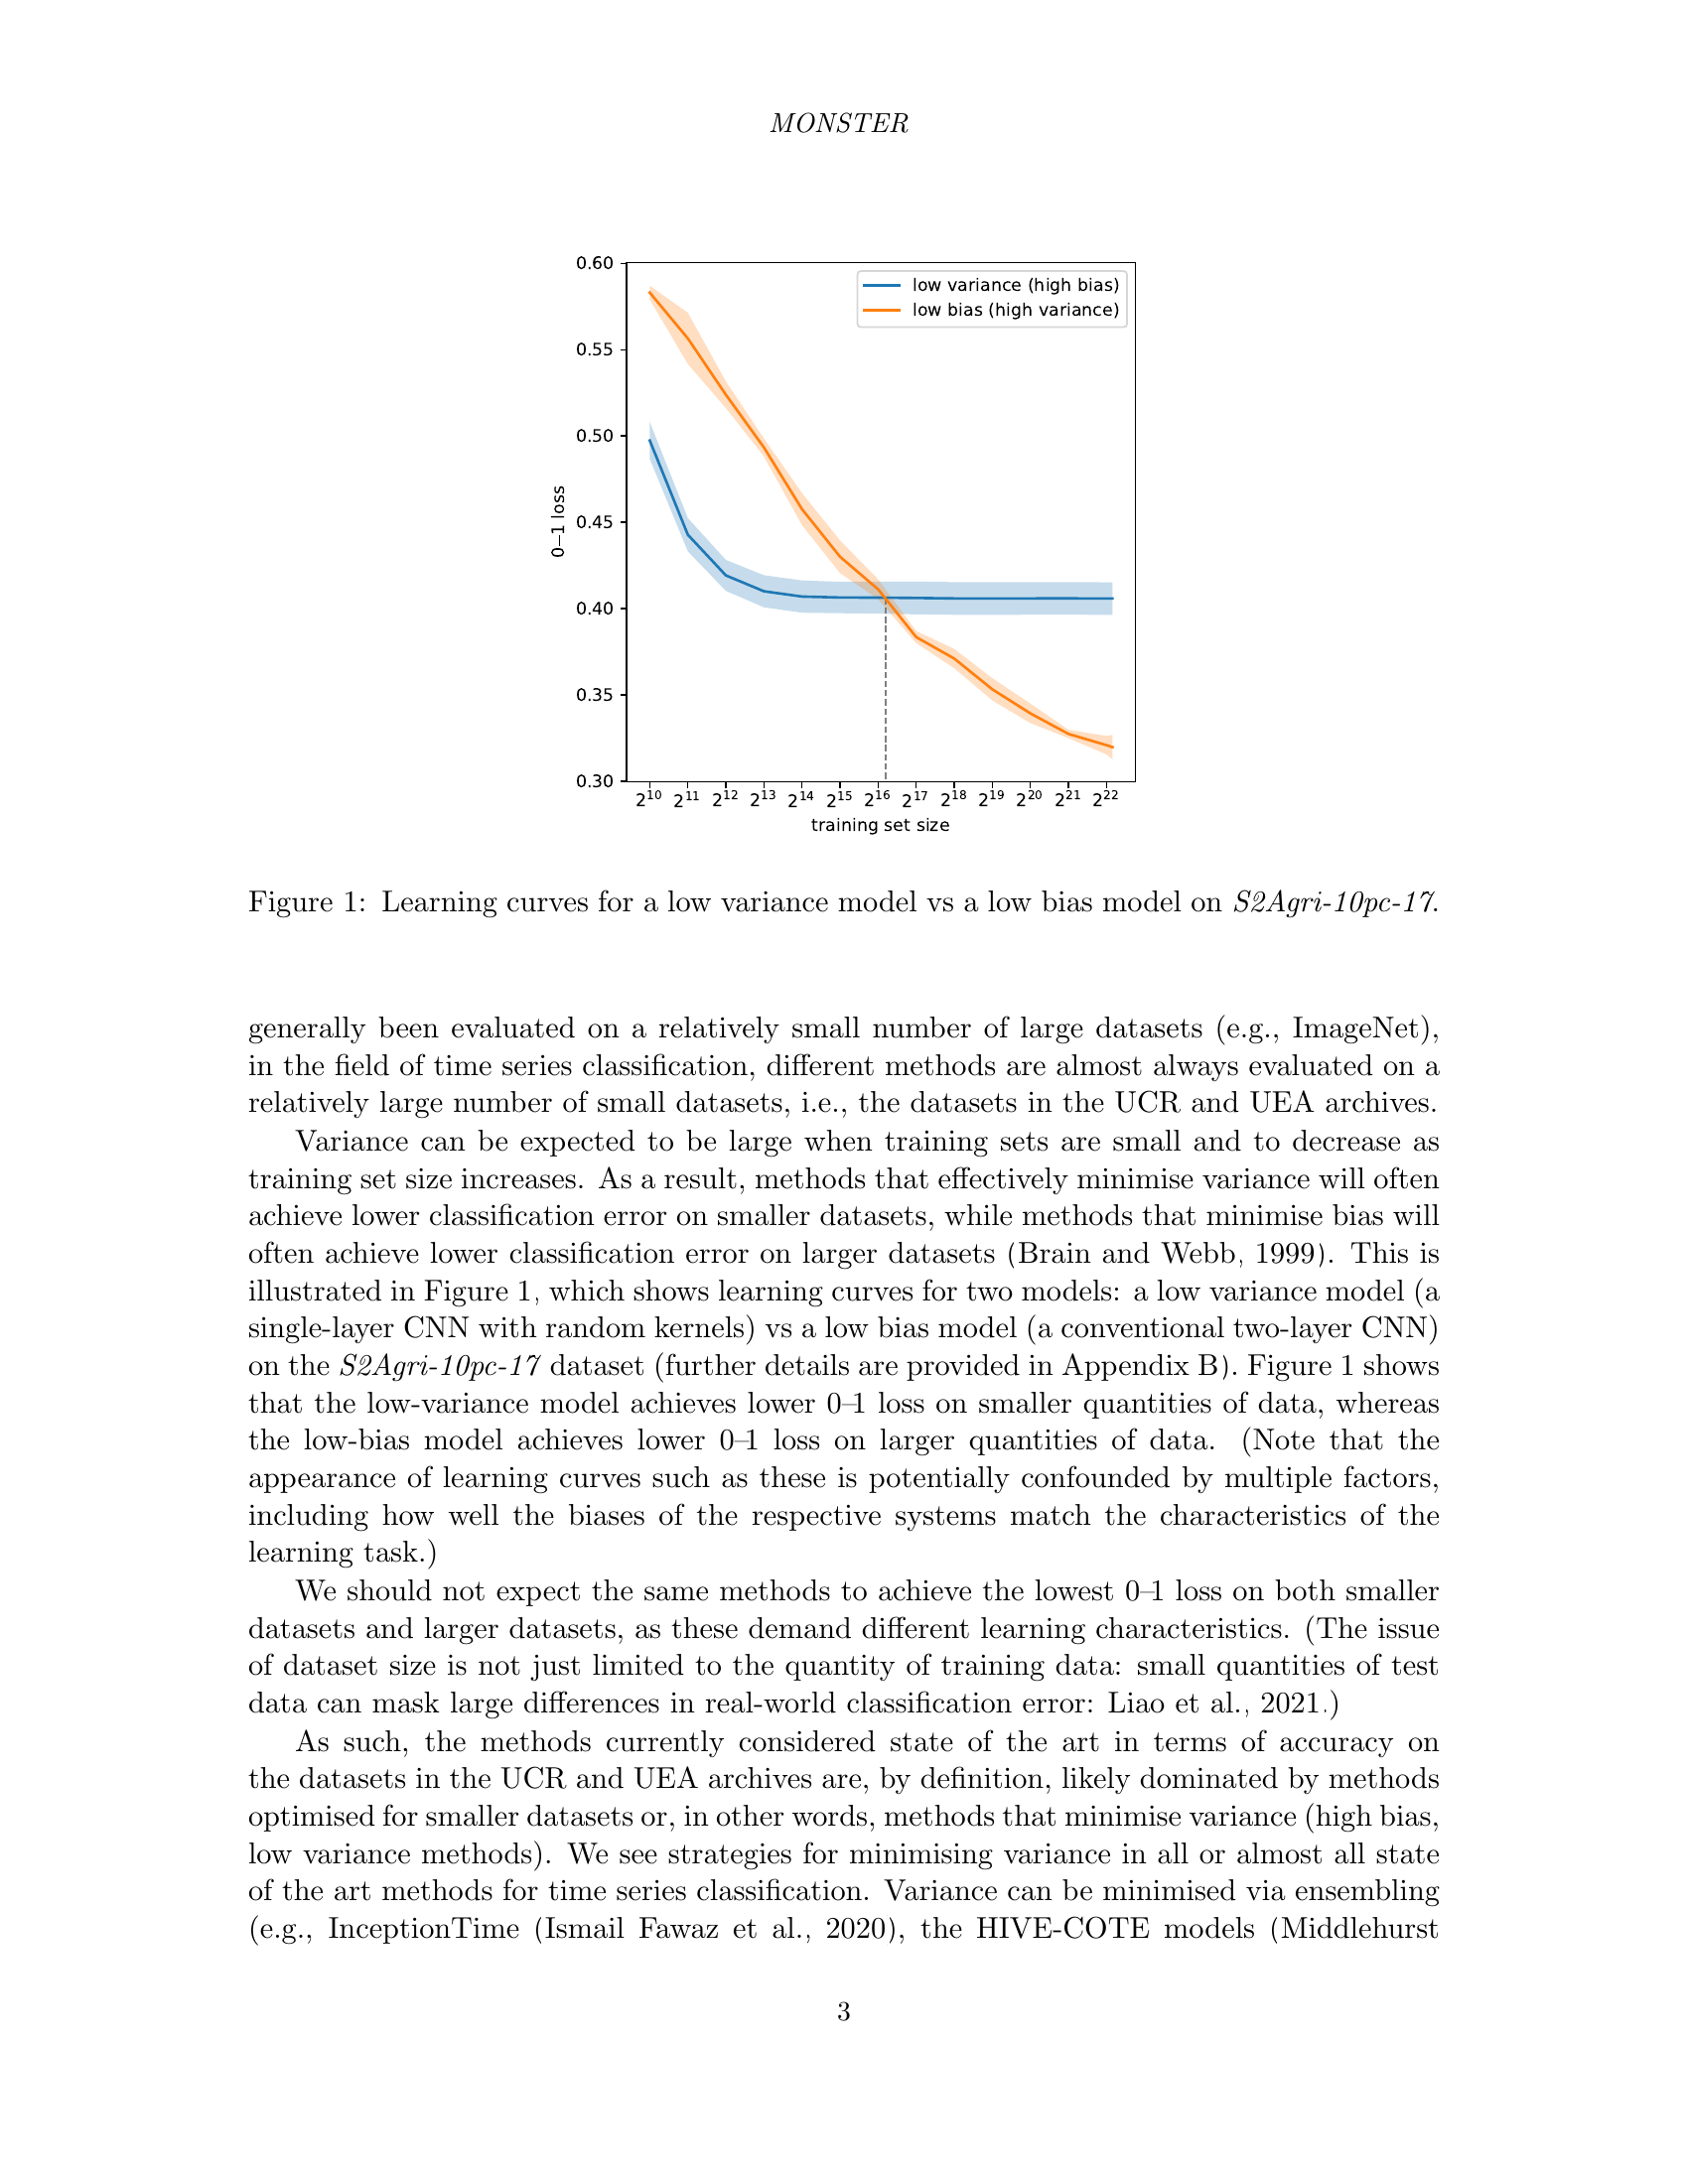 MONSTER
0.60
0.55
0.50
0.45
0.40
0.35
0.30
0–1 loss
low variance (high bias)
low bias (high variance)
2^10 2^11 2^12 2^13 2^14 2^15 2^16 2^17 2^18 2^19 2^20 2^21 2^22
training set size
Figure 1: Learning curves for a low variance model vs a low bias model on S2Agri-10pc-17.
generally been evaluated on a relatively small number of large datasets (e.g., ImageNet),
in the field of time series classification, different methods are almost always evaluated on a
relatively large number of small datasets, i.e., the datasets in the UCR and UEA archives.
Variance can be expected to be large when training sets are small and to decrease as
training set size increases. As a result, methods that effectively minimise variance will often
achieve lower classification error on smaller datasets, while methods that minimise bias will
often achieve lower classification error on larger datasets (Brain and Webb, 1999). This is
illustrated in Figure 1, which shows learning curves for two models: a low variance model (a
single-layer CNN with random kernels) vs a low bias model (a conventional two-layer CNN)
on the S2Agri-10pc-17 dataset (further details are provided in Appendix B). Figure 1 shows
that the low-variance model achieves lower 0–1 loss on smaller quantities of data, whereas
the low-bias model achieves lower 0–1 loss on larger quantities of data. (Note that the
appearance of learning curves such as these is potentially confounded by multiple factors,
including how well the biases of the respective systems match the characteristics of the
learning task.)
We should not expect the same methods to achieve the lowest 0–1 loss on both smaller
datasets and larger datasets, as these demand different learning characteristics. (The issue
of dataset size is not just limited to the quantity of training data: small quantities of test
data can mask large differences in real-world classification error: Liao et al., 2021.)
As such, the methods currently considered state of the art in terms of accuracy on
the datasets in the UCR and UEA archives are, by definition, likely dominated by methods
optimised for smaller datasets or, in other words, methods that minimise variance (high bias,
low variance methods). We see strategies for minimising variance in all or almost all state
of the art methods for time series classification. Variance can be minimised via ensembling
(e.g., InceptionTime (Ismail Fawaz et al., 2020), the HIVE-COTE models (Middlehurst
3